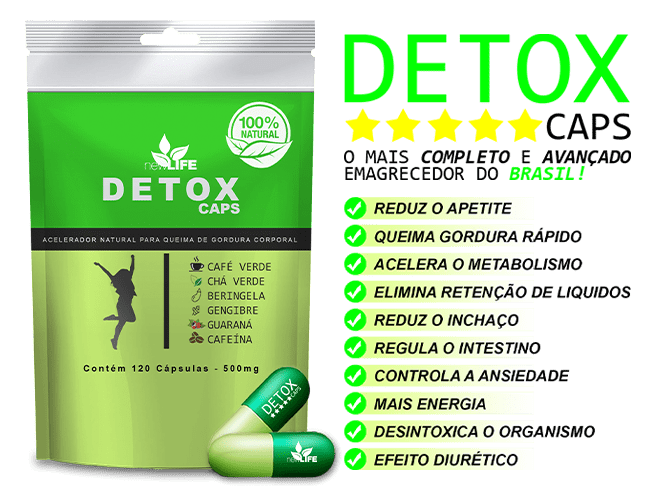 100%
NATURAL
newLIFE
DETOX
CAPS
ACELERADOR NATURAL PARA QUEIMA DE GORDURA CORPORAL
CAFÉ VERDE
CHÁ VERDE
BERINGELA
GENGIBRE
GUARANÁ
CAFEÍNA
Contém 120 Cápsulas - 500mg
DETOX
CAPS
newLIFE
DETOX
CAPS
O MAIS COMPLETO E AVANÇADO
EMAGRECEDOR DO BRASIL!
REDUZ O APETITE
QUEIMA GORDURA RÁPIDO
ACELERA O METABOLISMO
ELIMINA RETENÇÃO DE LIQUIDOS
REDUZ O INCHAÇO
REGULA O INTESTINO
CONTROLA A ANSIEDADE
MAIS ENERGIA
DESINTOXICA O ORGANISMO
EFEITO DIURÉTICO